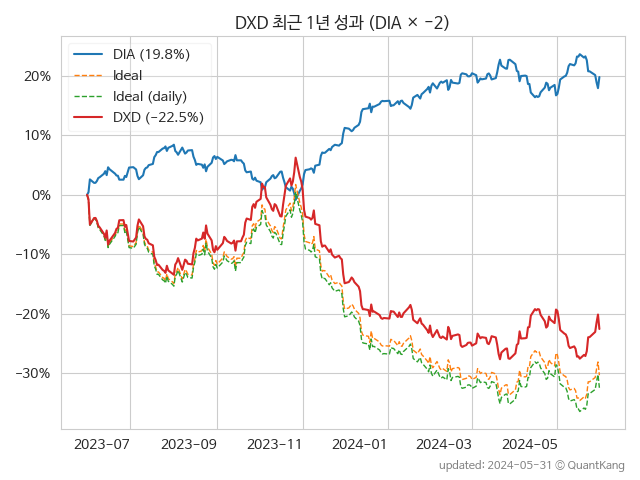 DXD 최근 1년 성과 (DIA × −2)
DIA (19.8%)
Ideal
Ideal (daily)
DXD (−22.5%)
20%
10%
0%
−10%
−20%
−30%
2023−07
2023−09
2023−11
2024−01
2024−03
2024−05
updated: 2024−05−31 © QuantKang